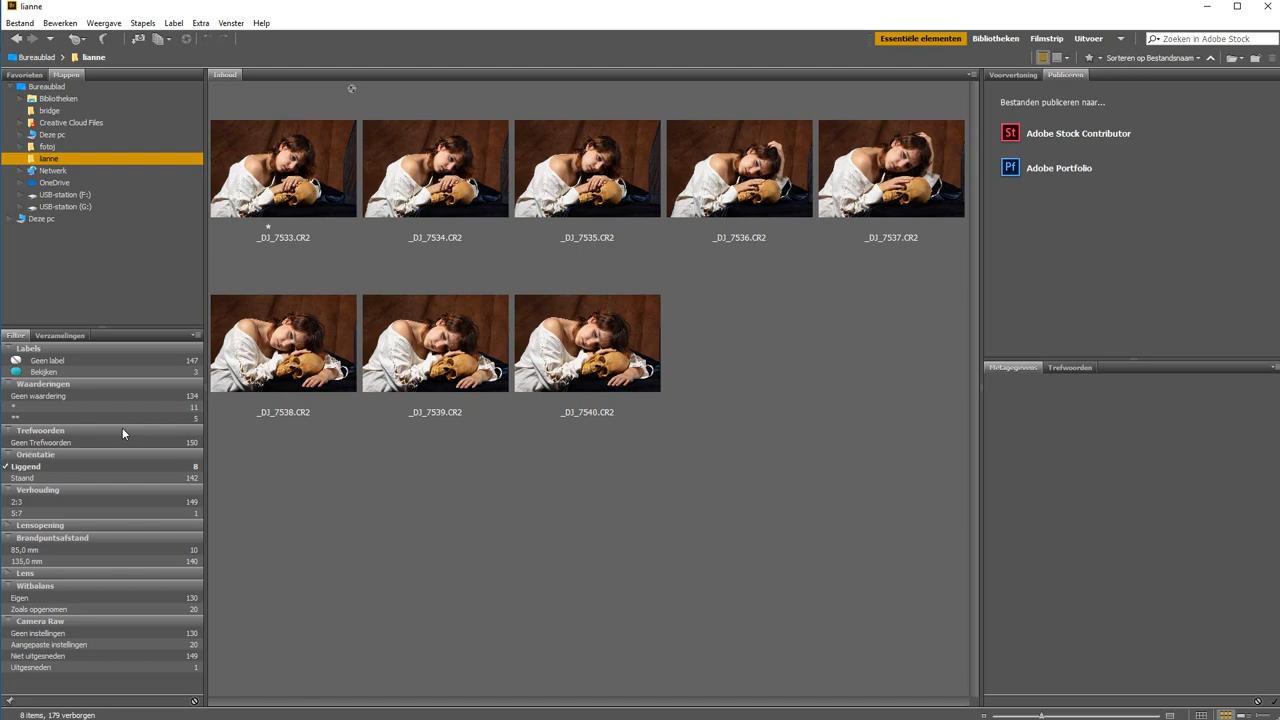 Br lianne
Bestand Bewerken Weergave Stapels Label Extra Venster Help
Essentiële elementen Bibliotheken Filmstrip Uitvoer Zoeken in Adobe Stock
Bureaublad lianne Sorteren op Bestandsnaam
Favorieten Mappen Inhoud Voorvertoning Publiceren
Bureaublad
Bibliotheken
bridge
Creative Cloud Files
Deze pc
fotoj
lianne
Netwerk
OneDrive
USB-station (F:)
USB-station (G:)
Deze pc
Bestanden publiceren naar...
St Adobe Stock Contributor
Pf Adobe Portfolio
_DJ_7533.CR2 _DJ_7534.CR2 _DJ_7535.CR2 _DJ_7536.CR2 _DJ_7537.CR2
_DJ_7538.CR2 _DJ_7539.CR2 _DJ_7540.CR2
Filter Verzamelingen
Labels
Geen label 147
Bekijken 3
Waarderingen
Geen waardering 134
* 11
** 5
Trefwoorden
Geen Trefwoorden 150
Oriëntatie
Liggend 8
Staand 142
Verhouding
2:3 149
5:7 1
Lensopening
Brandpuntsafstand
85,0 mm 10
135,0 mm 140
Lens
Witbalans
Eigen 130
Zoals opgenomen 20
Camera Raw
Geen instellingen 130
Aangepaste instellingen 20
Niet uitgesneden 149
Uitgesneden 1
Metagegevens Trefwoorden
8 items, 179 verborgen